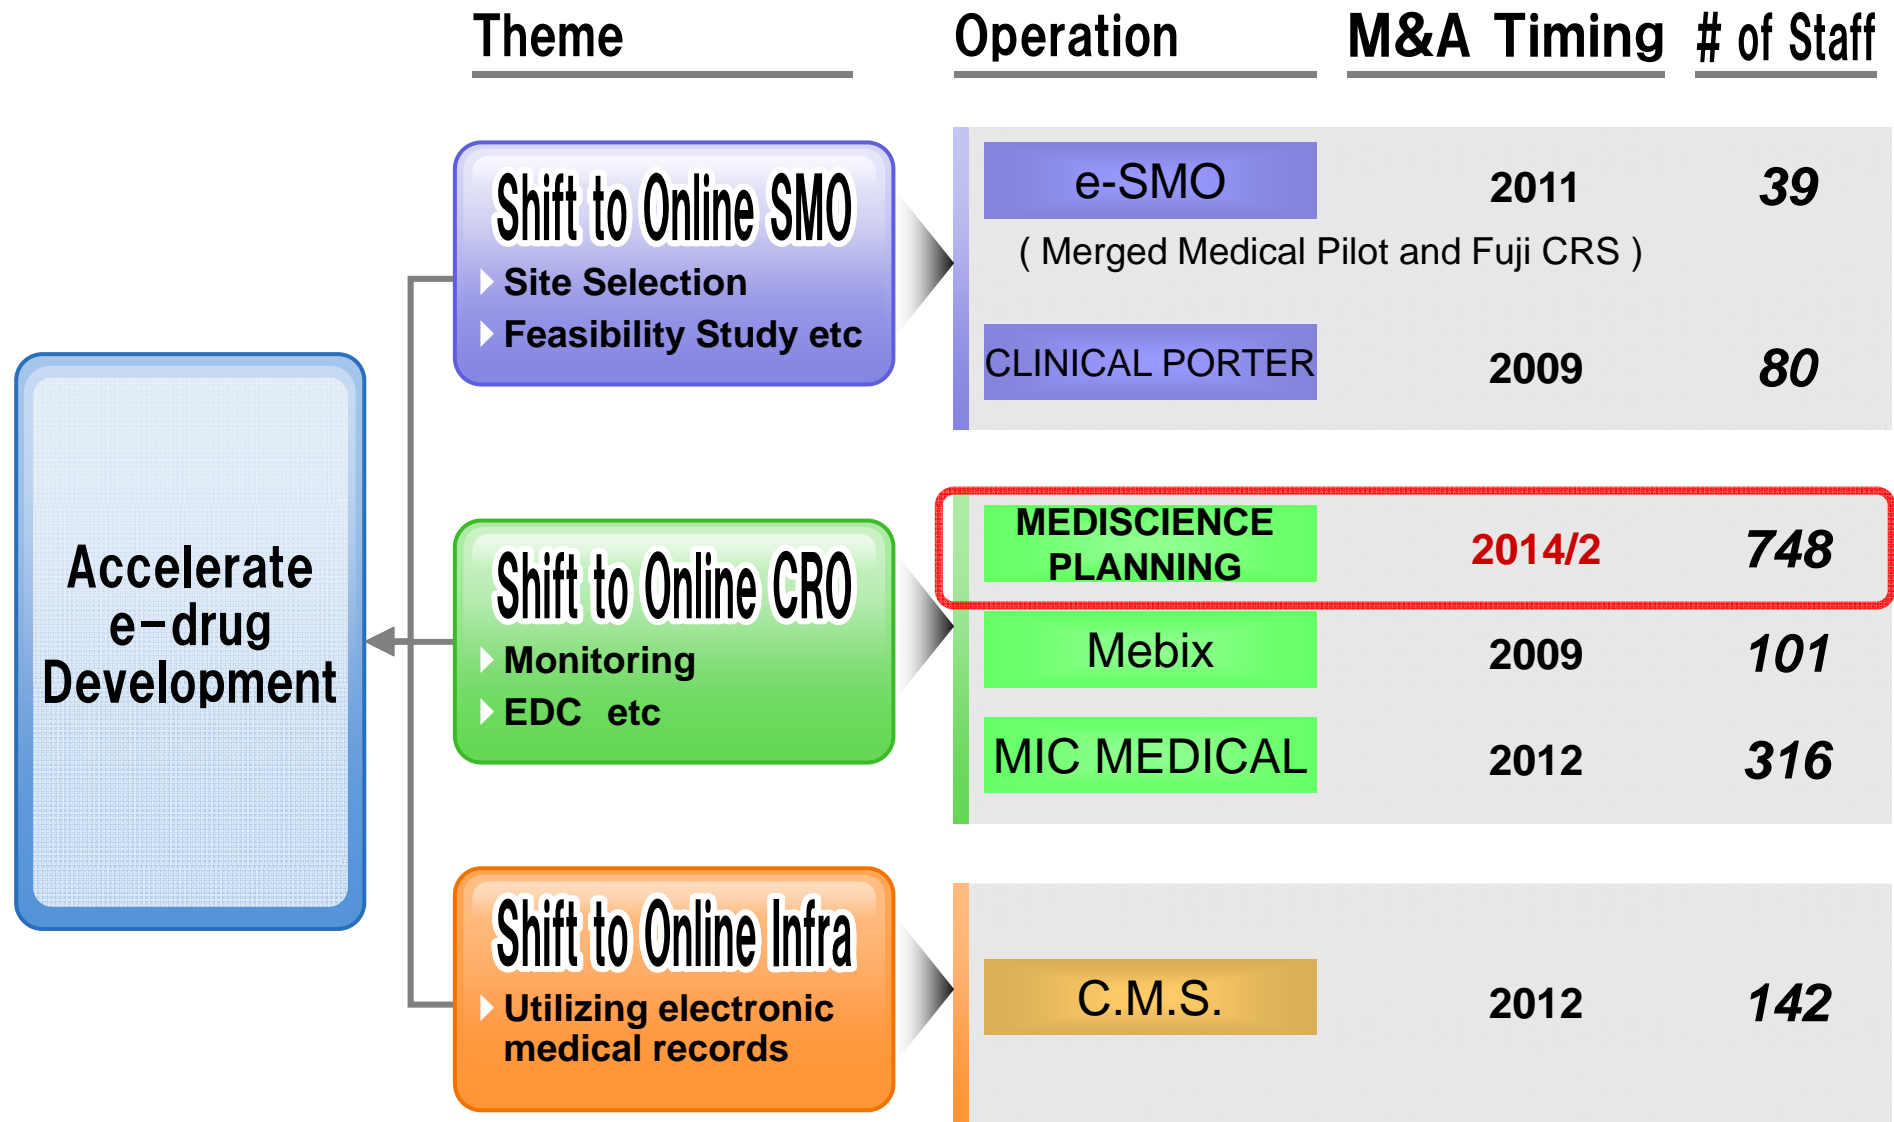 Theme Operation M&A Timing # of Staff
Accelerate
e-drug
Development
Shift to Online SMO
Site Selection
Feasibility Study etc
e-SMO 2011 39
( Merged Medical Pilot and Fuji CRS )
CLINICAL PORTER 2009 80
Shift to Online CRO
Monitoring
EDC etc
MEDISCIENCE
PLANNING 2014/2 748
Mebix 2009 101
MIC MEDICAL 2012 316
Shift to Online Infra
Utilizing electronic
medical records
C.M.S. 2012 142